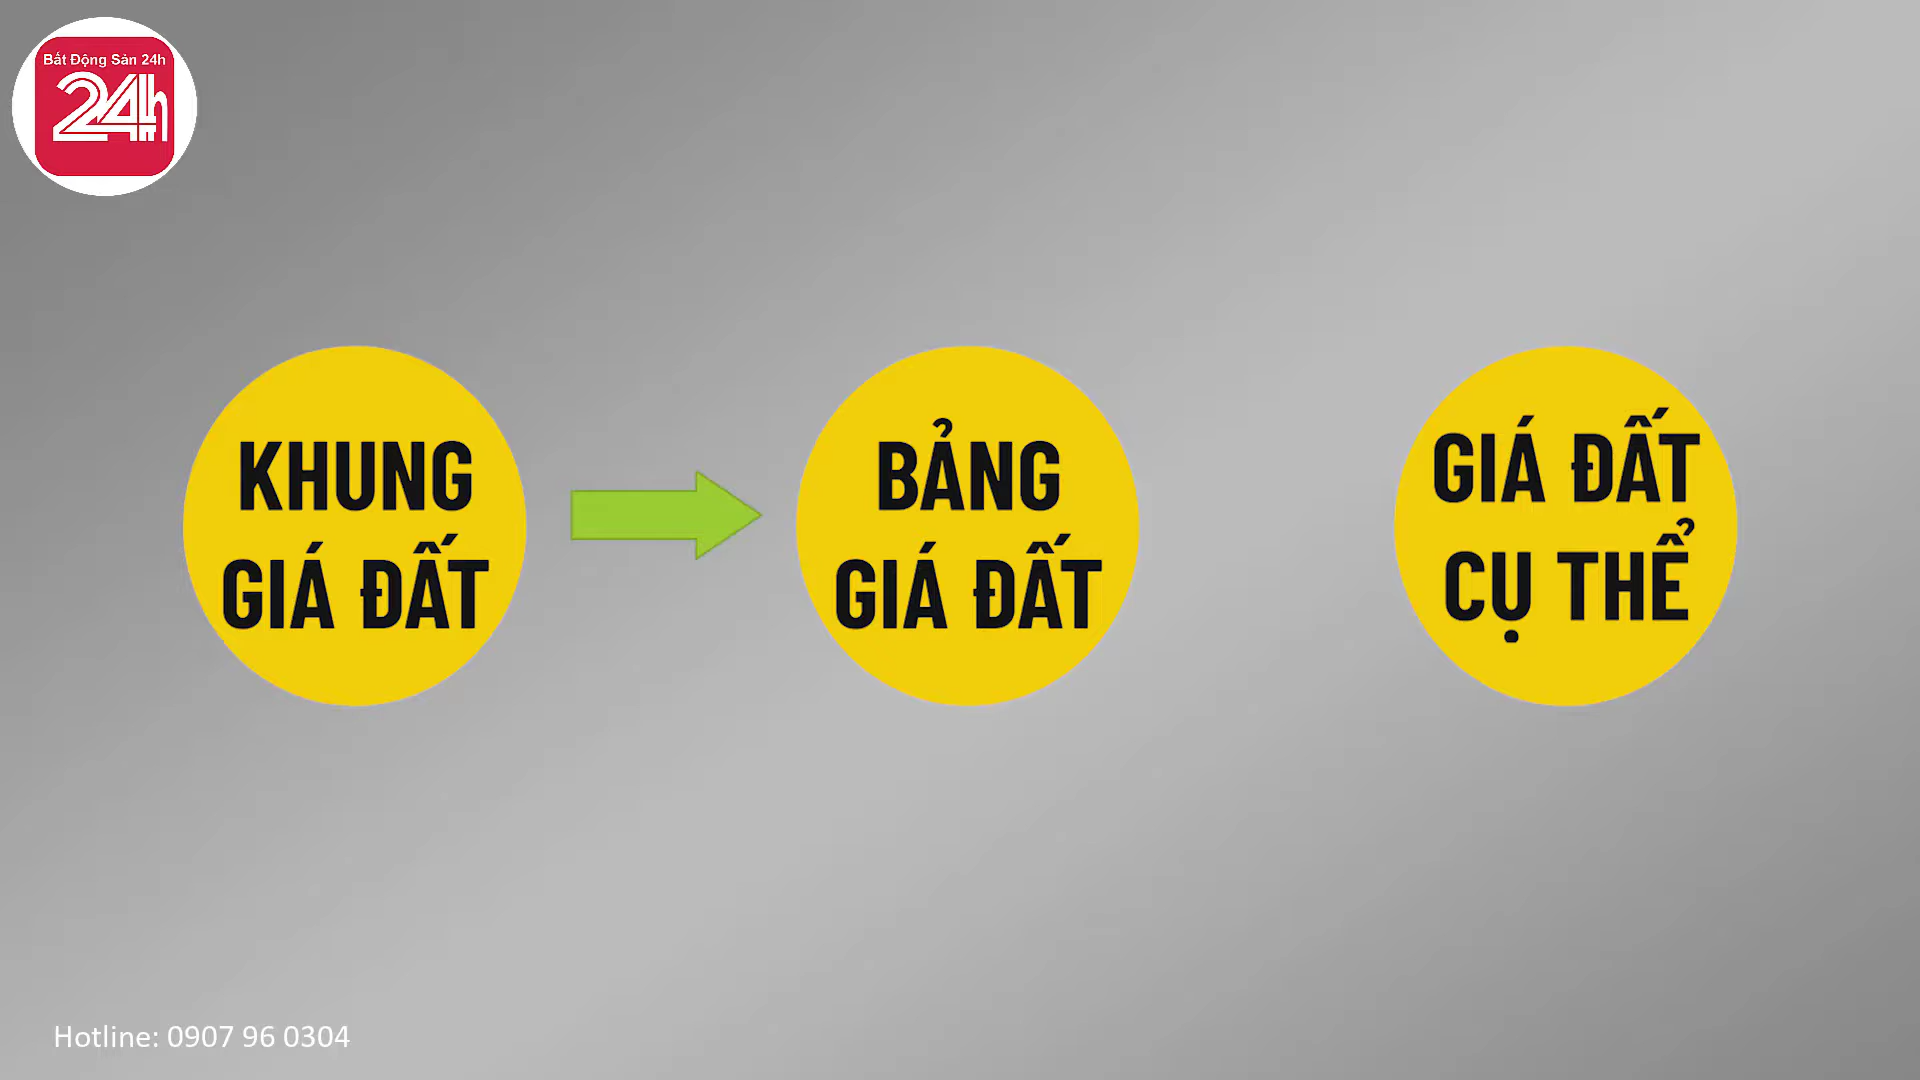 Bất Động Sản 24h
24h
KHUNG
GIÁ ĐẤT
BẢNG
GIÁ ĐẤT
GIÁ ĐẤT
CỤ THỂ
Hotline: 0907 96 0304